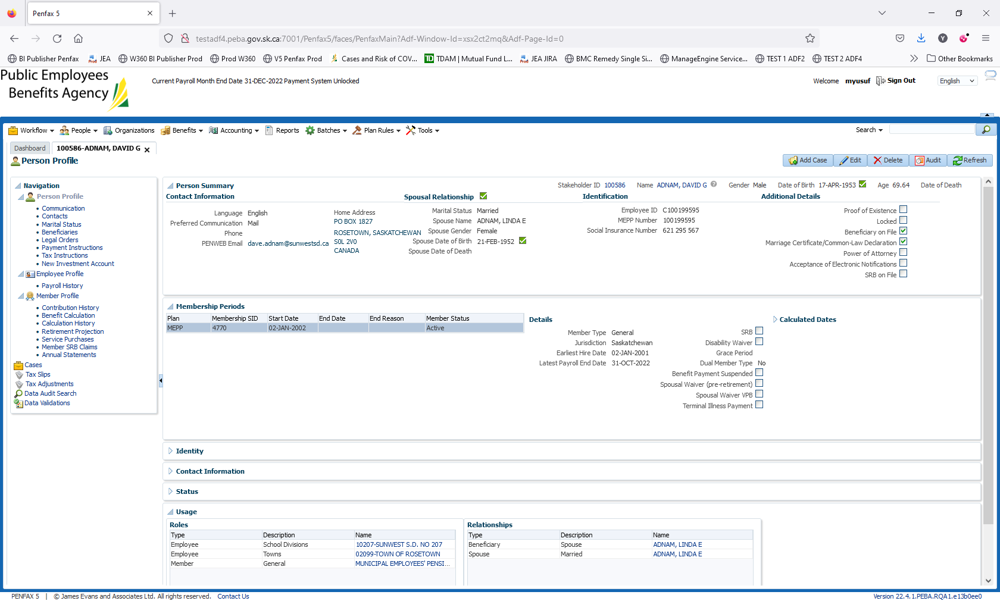 Penfax 5
testadf4.peba.gov.sk.ca:7001/Penfax5/faces/PenfaxMain?Adf-Window-Id=xsx2ct2mq&Adf-Page-Id=0
BI Publisher Penfax JEA W360 BI Publisher Prod Prod W360 V5 Penfax Prod Cases and Risk of COV... TD TDAM | Mutual Fund L... JEA JIRA BMC Remedy Single Si... ManageEngine Service... TEST 1 ADF2 TEST 2 ADF4 Other Bookmarks
Public Employees
Benefits Agency
Current Payroll Month End Date 31-DEC-2022 Payment System Unlocked
Welcome myusuf Sign Out English
Workflow People Organizations Benefits Accounting Reports Batches Plan Rules Tools Search
Dashboard 100586-ADNAM, DAVID G
Person Profile
Add Case Edit Delete Audit Refresh
Navigation
Person Profile
Communication
Contacts
Marital Status
Beneficiaries
Legal Orders
Payment Instructions
Tax Instructions
New Investment Account
Employee Profile
Payroll History
Member Profile
Contribution History
Benefit Calculation
Calculation History
Retirement Projection
Service Purchases
Member SRB Claims
Annual Statements
Cases
Tax Slips
Tax Adjustments
Data Audit Search
Data Validations
Person Summary
Stakeholder ID 100586 Name ADNAM, DAVID G Gender Male Date of Birth 17-APR-1953 Age 69.64 Date of Death
Contact Information
Language English
Preferred Communication Mail
Phone
PENWEB Email dave.adnam@sunwestsd.ca
Home Address
PO BOX 1827
ROSETOWN, SASKATCHEWAN
S0L 2V0
CANADA
Spousal Relationship
Marital Status Married
Spouse Name ADNAM, LINDA E
Spouse Gender Female
Spouse Date of Birth 21-FEB-1952
Spouse Date of Death
Identification
Employee ID C100199595
MEPP Number 100199595
Social Insurance Number 621 295 567
Additional Details
Proof of Existence
Locked
Beneficiary on File
Marriage Certificate/Common-Law Declaration
Power of Attorney
Acceptance of Electronic Notifications
SRB on File
Membership Periods
Plan Membership SID Start Date End Date End Reason Member Status
MEPP 4770 02-JAN-2002 Active
Details
Member Type General
Jurisdiction Saskatchewan
Earliest Hire Date 02-JAN-2001
Latest Payroll End Date 31-OCT-2022
SRB
Disability Waiver
Grace Period
Dual Member Type No
Benefit Payment Suspended
Spousal Waiver (pre-retirement)
Spousal Waiver VPB
Terminal Illness Payment
Calculated Dates
Identity
Contact Information
Status
Usage
Roles
Type Description Name
Employee School Divisions 10207-SUNWEST S.D. NO 207
Employee Towns 02099-TOWN OF ROSETOWN
Member General MUNICIPAL EMPLOYEES' PENSI...
Relationships
Type Description Name
Beneficiary Spouse ADNAM, LINDA E
Spouse Married ADNAM, LINDA E
PENFAX 5 | © James Evans and Associates Ltd. All rights reserved. Contact Us
Version 22.4.1.PEBA.RQA1.e13b0ee0